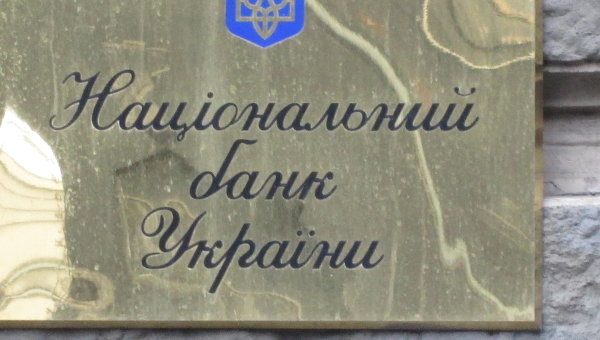 Національний
банк
України